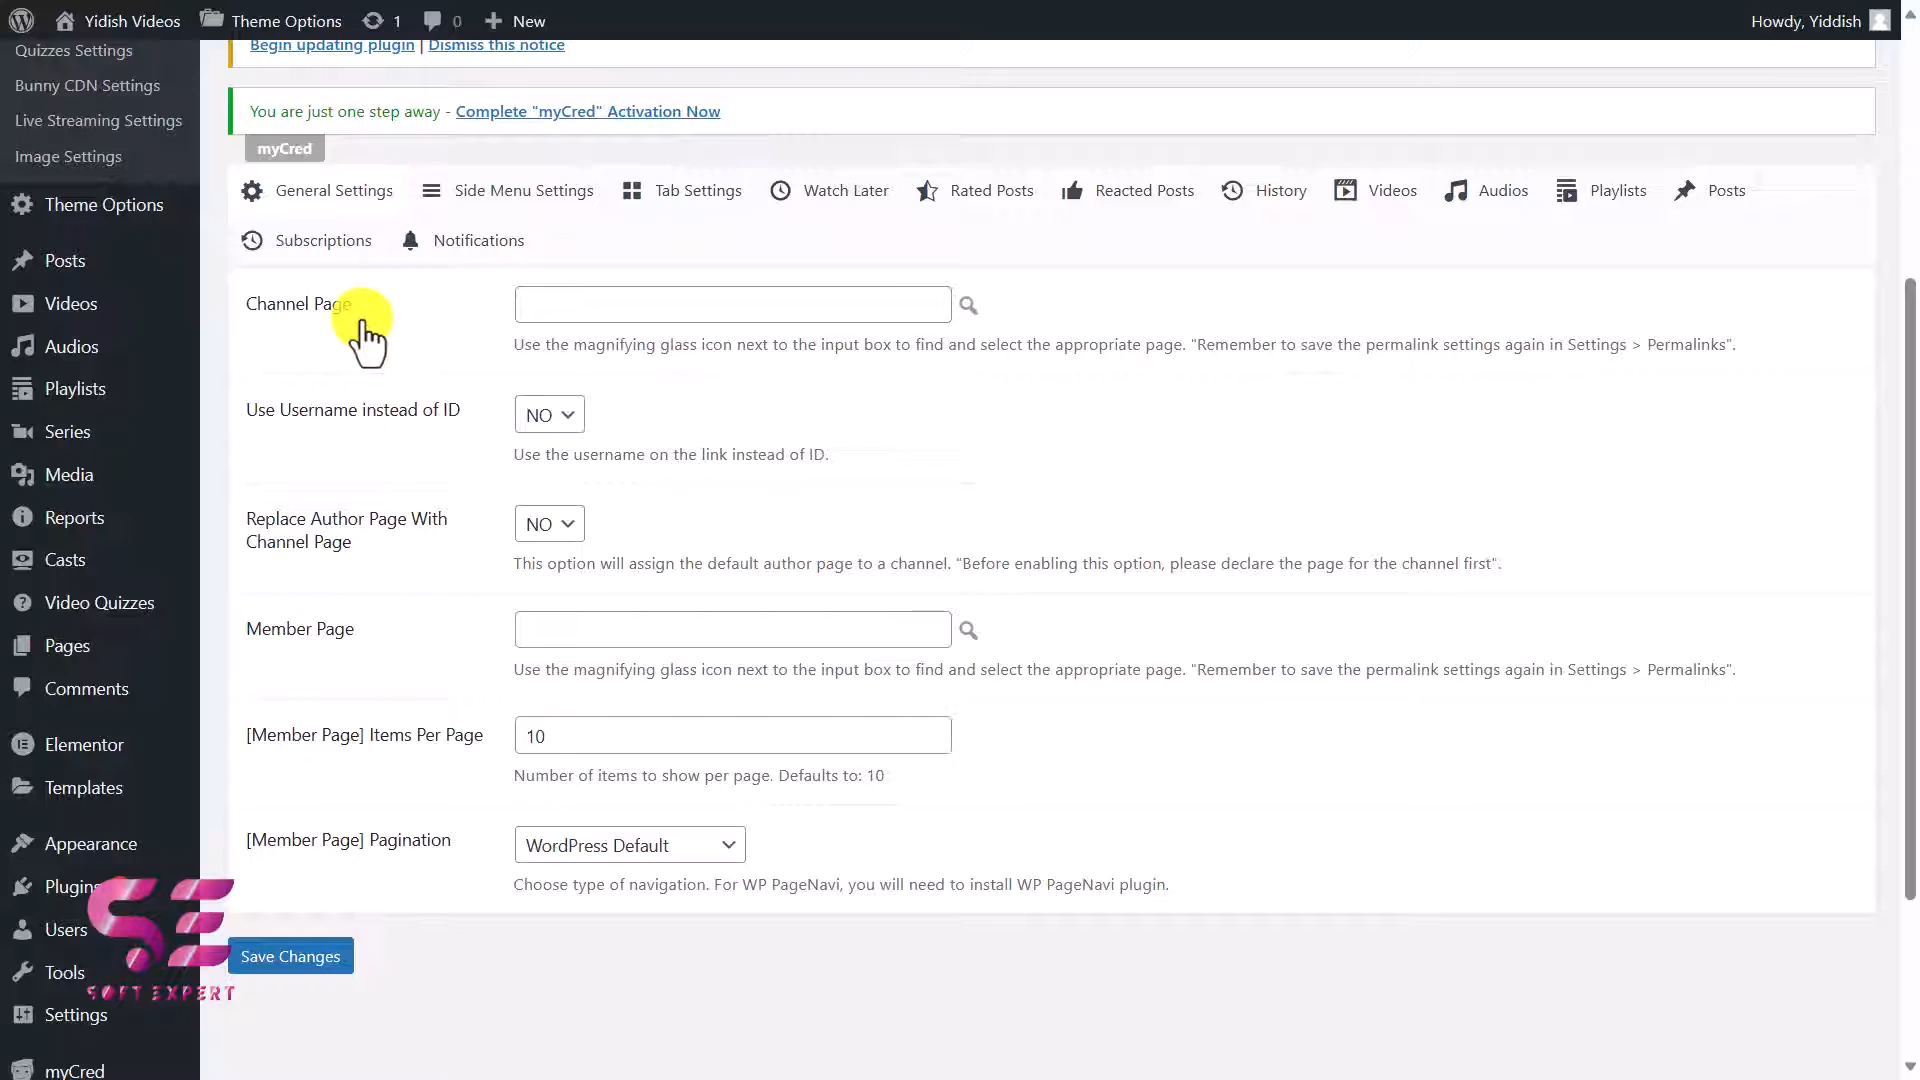 Yidish Videos Theme Options 1 0 New Howdy, Yiddish
Quizzes Settings
Bunny CDN Settings
Live Streaming Settings
Image Settings
Theme Options
Posts
Videos
Audios
Playlists
Series
Media
Reports
Casts
Video Quizzes
Pages
Comments
Elementor
Templates
Appearance
Plugins
Users
Tools
Settings
myCred
Begin updating plugin | Dismiss this notice
You are just one step away - Complete "myCred" Activation Now
myCred
General Settings Side Menu Settings Tab Settings Watch Later Rated Posts Reacted Posts History Videos Audios Playlists Posts
Subscriptions Notifications
Channel Page
Use the magnifying glass icon next to the input box to find and select the appropriate page. "Remember to save the permalink settings again in Settings > Permalinks".
Use Username instead of ID NO
Use the username on the link instead of ID.
Replace Author Page With
Channel Page
NO
This option will assign the default author page to a channel. "Before enabling this option, please declare the page for the channel first".
Member Page
Use the magnifying glass icon next to the input box to find and select the appropriate page. "Remember to save the permalink settings again in Settings > Permalinks".
[Member Page] Items Per Page 10
Number of items to show per page. Defaults to: 10
[Member Page] Pagination WordPress Default
Choose type of navigation. For WP PageNavi, you will need to install WP PageNavi plugin.
Save Changes
SE
SOFT EXPERT